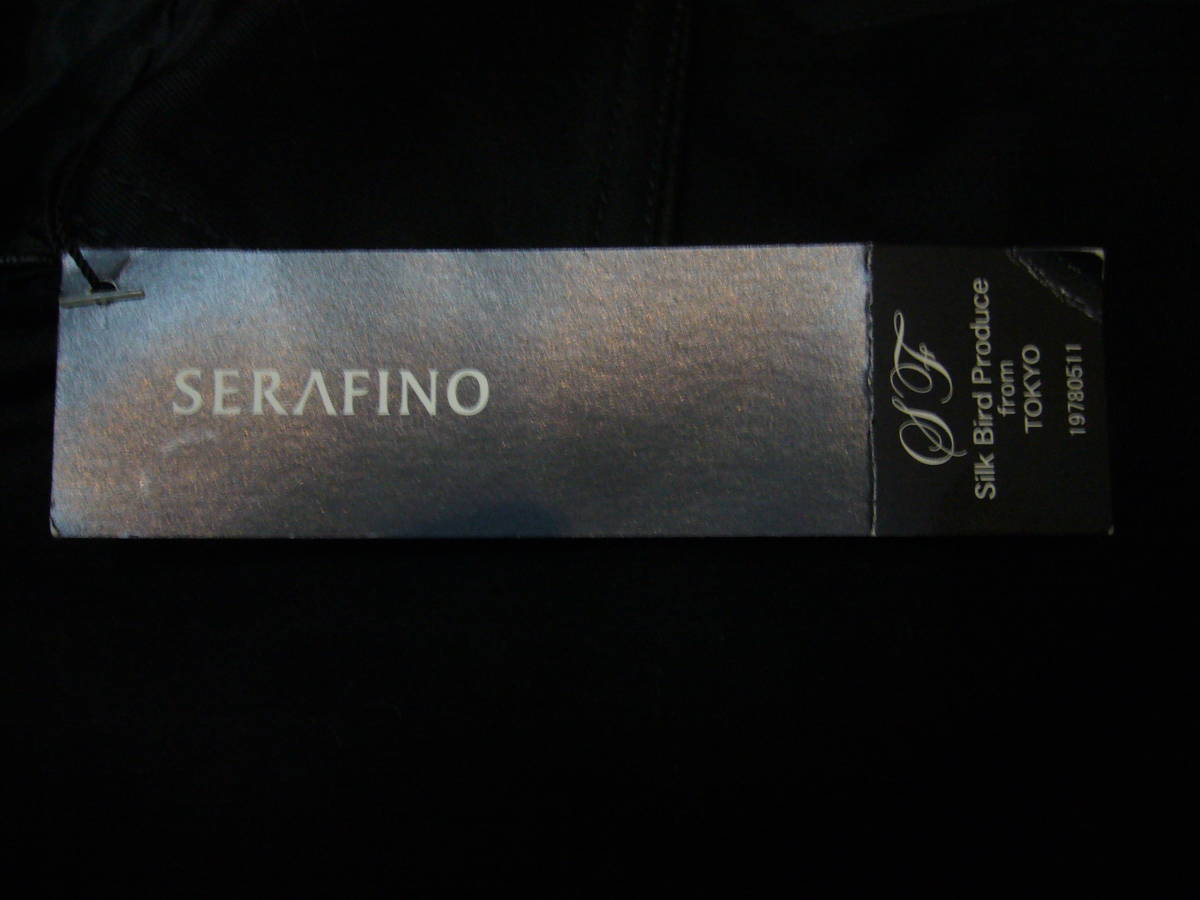 SERAFINO
SF
Silk Bird Produce
from
TOKYO
19780511